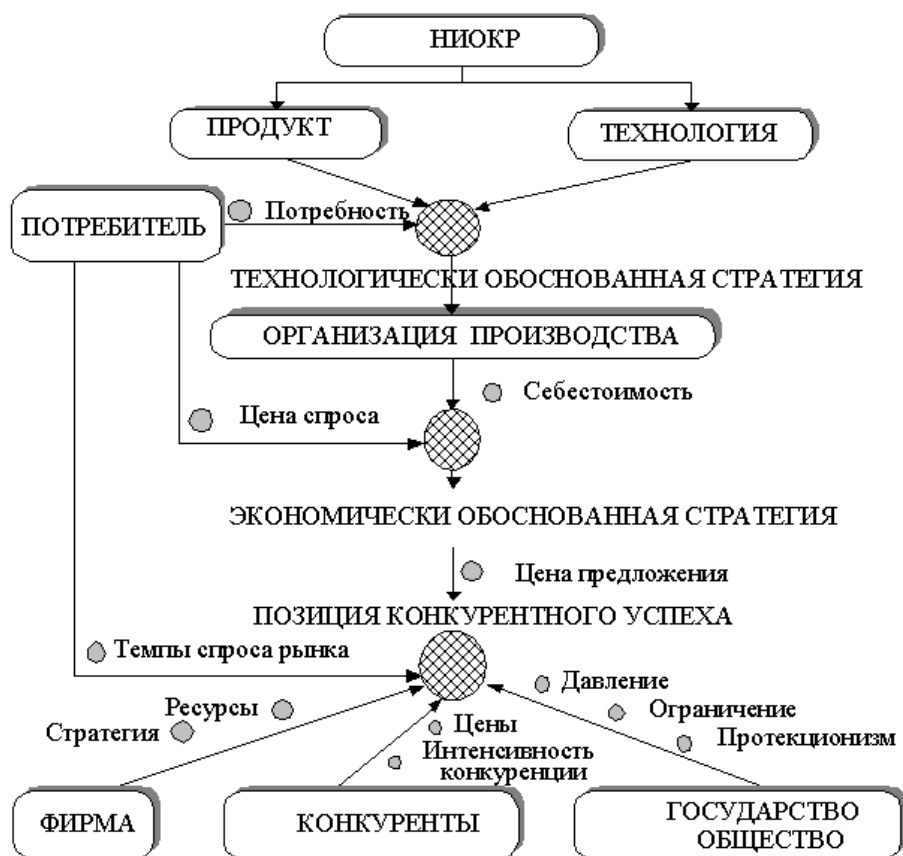 НИОКР
ПРОДУКТ
ТЕХНОЛОГИЯ
ПОТРЕБИТЕЛЬ
Потребность
ТЕХНОЛОГИЧЕСКИ ОБОСНОВАННАЯ СТРАТЕГИЯ
ОРГАНИЗАЦИЯ ПРОИЗВОДСТВА
Себестоимость
Цена спроса
ЭКОНОМИЧЕСКИ ОБОСНОВАННАЯ СТРАТЕГИЯ
Цена предложения
ПОЗИЦИЯ КОНКУРЕНТНОГО УСПЕХА
Темпы спроса рынка
Ресурсы
Стратегия
Цены
Интенсивность
конкуренции
Давление
Ограничение
Протекционизм
ФИРМА
КОНКУРЕНТЫ
ГОСУДАРСТВО
ОБЩЕСТВО